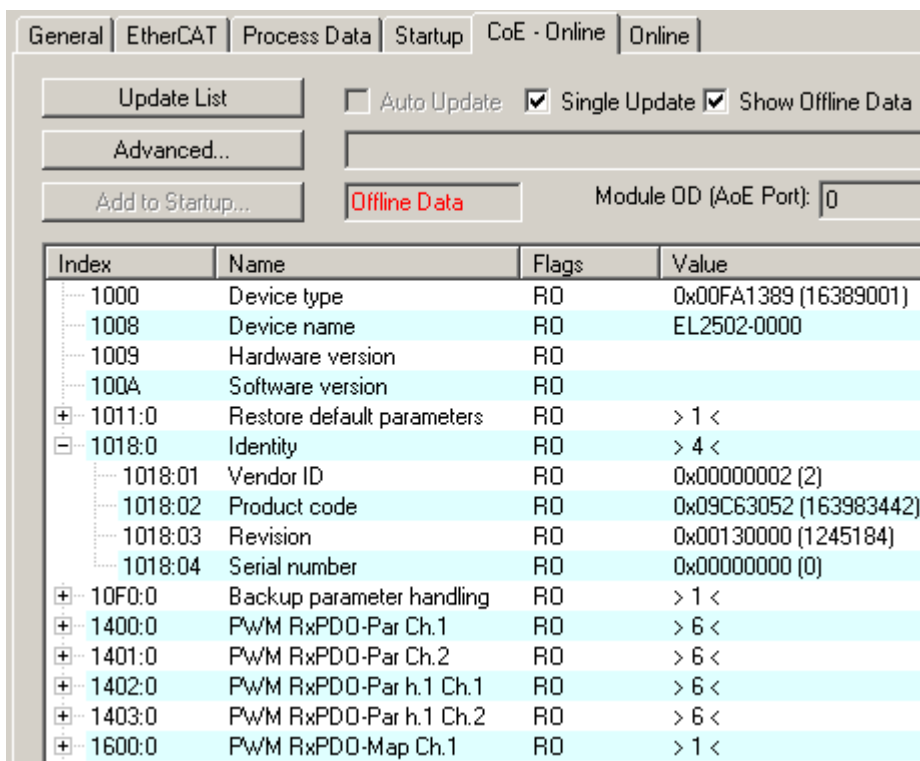 General EtherCAT Process Data Startup CoE - Online Online
Update List Auto Update Single Update Show Offline Data
Advanced...
Add to Startup... Offline Data Module OD (AoE Port): 0
Index Name Flags Value
1000 Device type RO 0x00FA1389 (16389001)
1008 Device name RO EL2502-0000
1009 Hardware version RO
100A Software version RO
1011:0 Restore default parameters RO > 1 <
1018:0 Identity RO > 4 <
1018:01 Vendor ID RO 0x00000002 (2)
1018:02 Product code RO 0x09C63052 (163983442)
1018:03 Revision RO 0x00130000 (1245184)
1018:04 Serial number RO 0x00000000 (0)
10F0:0 Backup parameter handling RO > 1 <
1400:0 PWM RxPDO-Par Ch.1 RO > 6 <
1401:0 PWM RxPDO-Par Ch.2 RO > 6 <
1402:0 PWM RxPDO-Par h.1 Ch.1 RO > 6 <
1403:0 PWM RxPDO-Par h.1 Ch.2 RO > 6 <
1600:0 PWM RxPDO-Map Ch.1 RO > 1 <